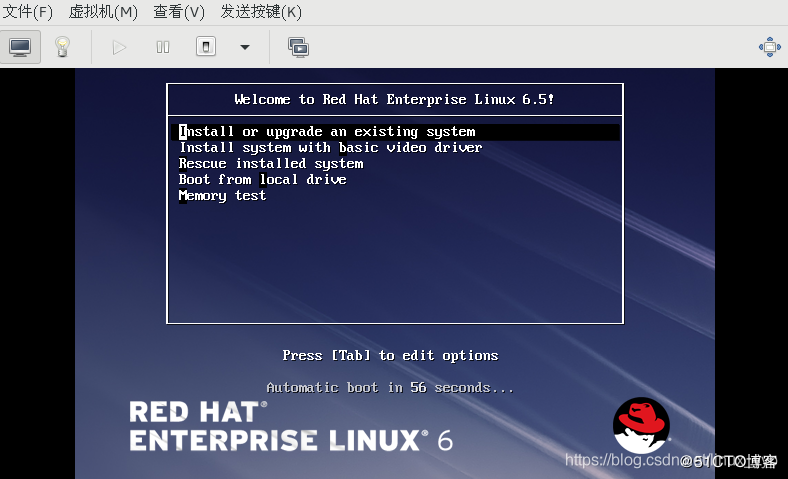 文件(F) 虚拟机(M) 查看(V) 发送按键(K)
Welcome to Red Hat Enterprise Linux 6.5!
Install or upgrade an existing system
Install system with basic video driver
Rescue installed system
Boot from local drive
Memory test
Press [Tab] to edit options
Automatic boot in 56 seconds...
RED HAT®
ENTERPRISE LINUX® 6
@51CTO博客